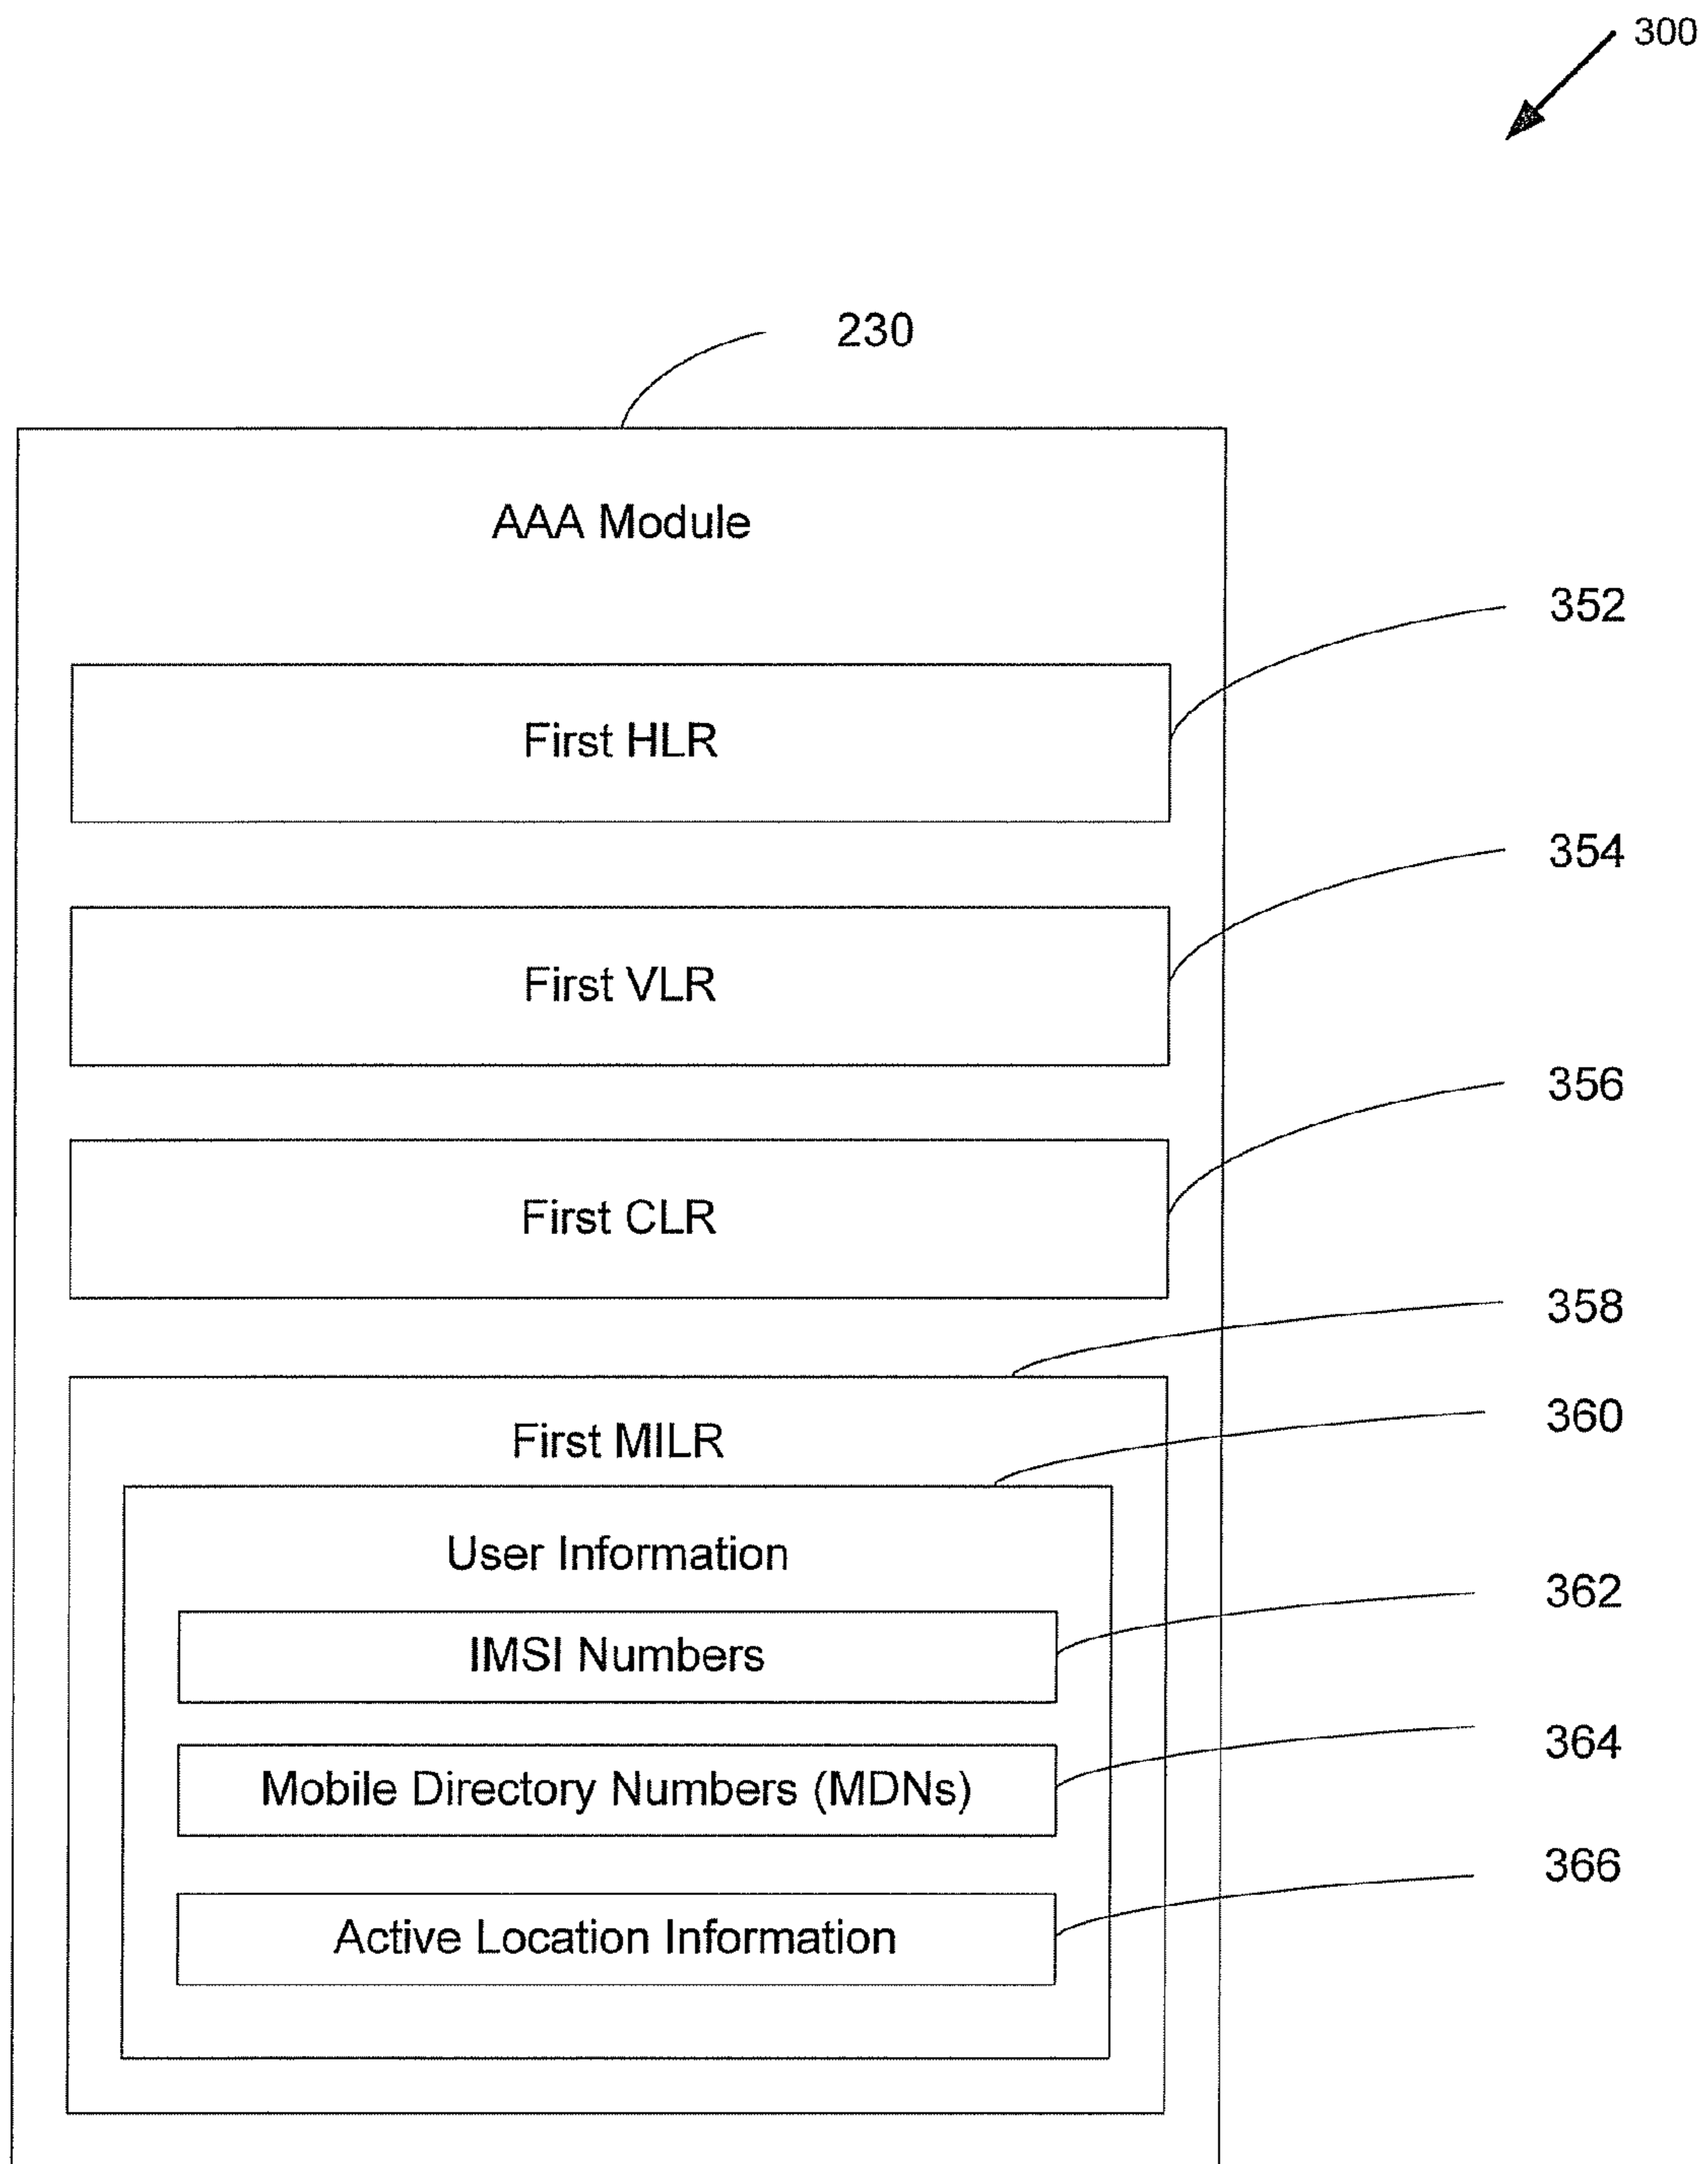 300
230
AAA Module
352
First HLR
354
First VLR
356
First CLR
358
First MILR
360
User Information
362
IMSI Numbers
364
Mobile Directory Numbers (MDNs)
366
Active Location Information